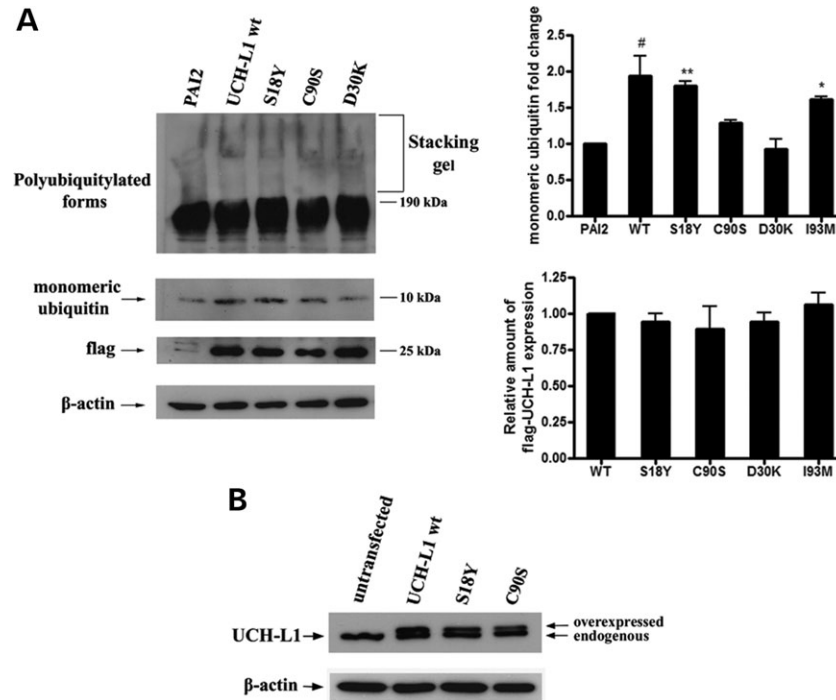 A
PAI2
UCH-L1 wt
S18Y
C90S
D30K
Polyubiquitylated
forms
Stacking
gel
190 kDa
monomeric
ubiquitin
10 kDa
flag
25 kDa
β-actin
monomeric ubiquitin fold change
2.5
2.0
1.5
1.0
0.5
0.0
#
**
*
PAI2 WT S18Y C90S D30K I93M
Relative amount of
flag-UCH-L1 expression
1.25
1.00
0.75
0.50
0.25
0.00
WT S18Y C90S D30K I93M
B
untransfected
UCH-L1 wt
S18Y
C90S
UCH-L1
overexpressed
endogenous
β-actin